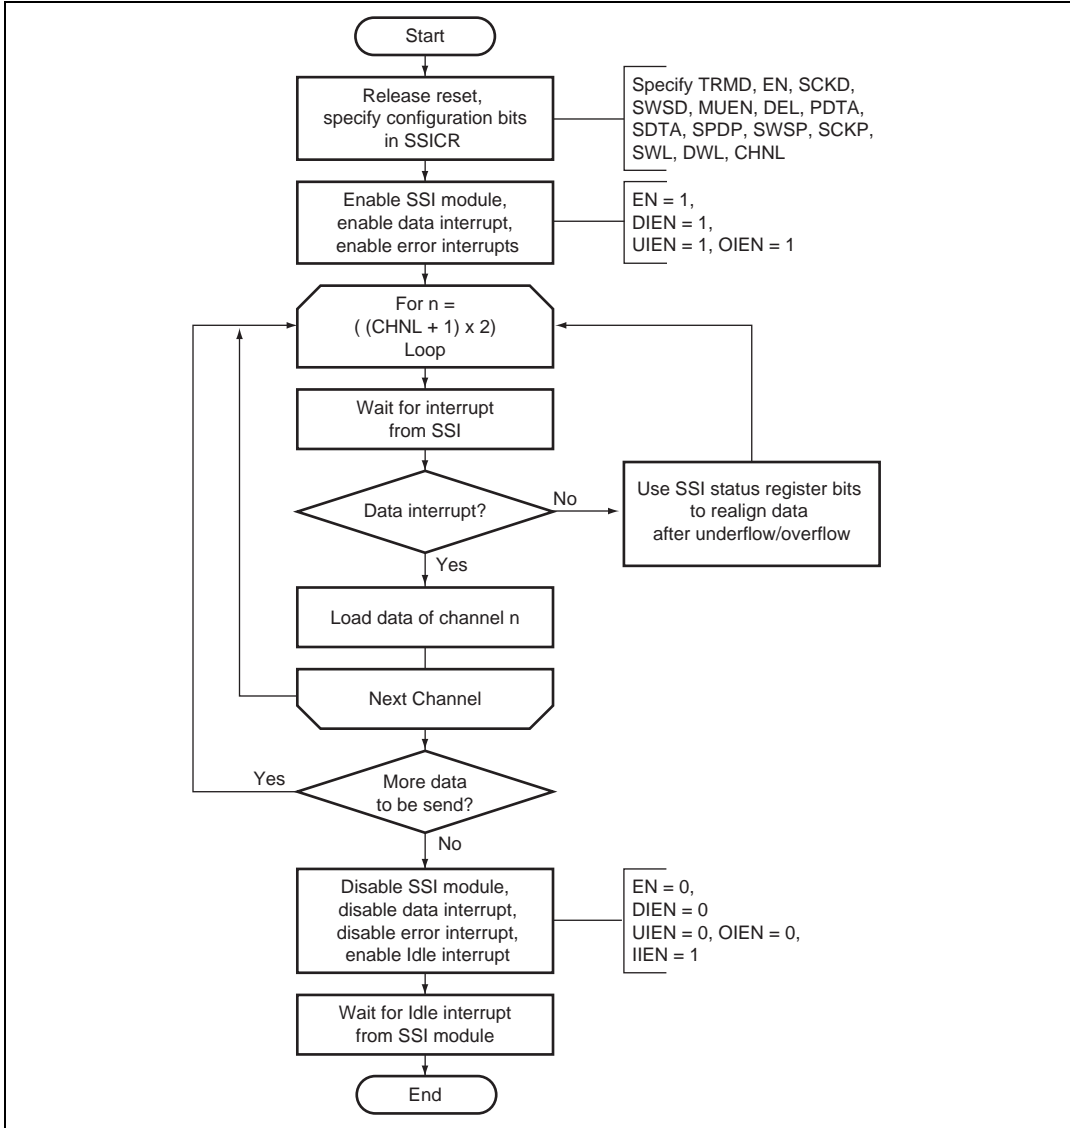 Start
Release reset,
specify configuration bits
in SSICR
Specify TRMD, EN, SCKD,
SWSD, MUEN, DEL, PDTA,
SDTA, SPDP, SWSP, SCKP,
SWL, DWL, CHNL
Enable SSI module,
enable data interrupt,
enable error interrupts
EN = 1,
DIEN = 1,
UIEN = 1, OIEN = 1
For n =
( (CHNL + 1) x 2)
Loop
Wait for interrupt
from SSI
Data interrupt?
No
Use SSI status register bits
to realign data
after underflow/overflow
Yes
Load data of channel n
Next Channel
Yes
More data
to be send?
No
Disable SSI module,
disable data interrupt,
disable error interrupt,
enable Idle interrupt
EN = 0,
DIEN = 0
UIEN = 0, OIEN = 0,
IIEN = 1
Wait for Idle interrupt
from SSI module
End